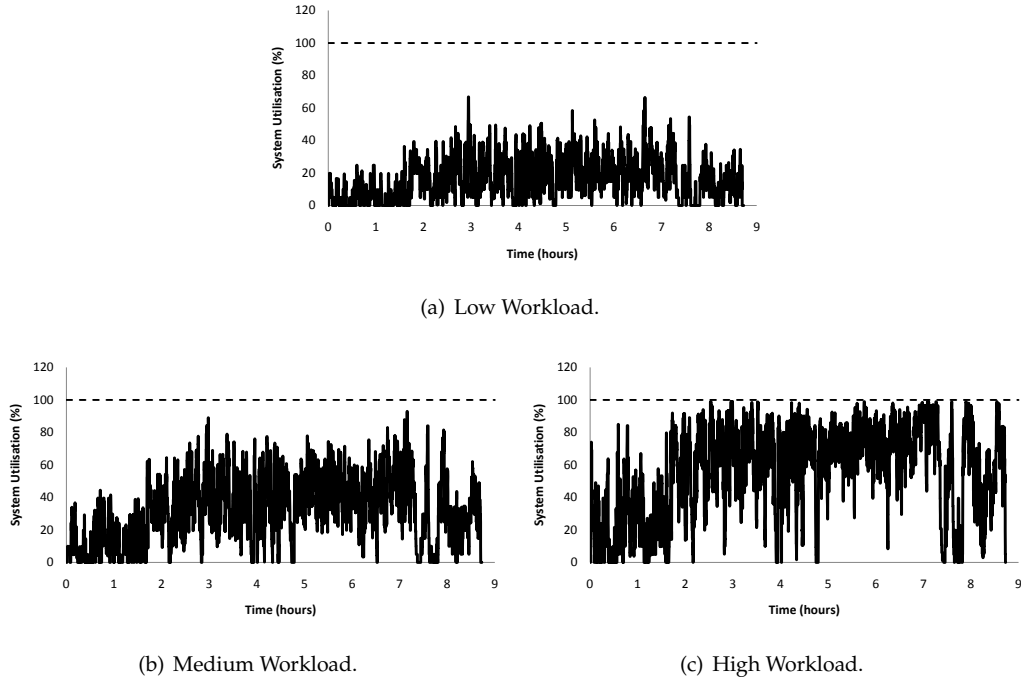 120
100
80
60
40
20
0
System Utilisation (%)
0 1 2 3 4 5 6 7 8 9
Time (hours)
(a) Low Workload.
120
100
80
60
40
20
0
System Utilisation (%)
0 1 2 3 4 5 6 7 8 9
Time (hours)
(b) Medium Workload.
120
100
80
60
40
20
0
System Utilisation (%)
0 1 2 3 4 5 6 7 8 9
Time (hours)
(c) High Workload.